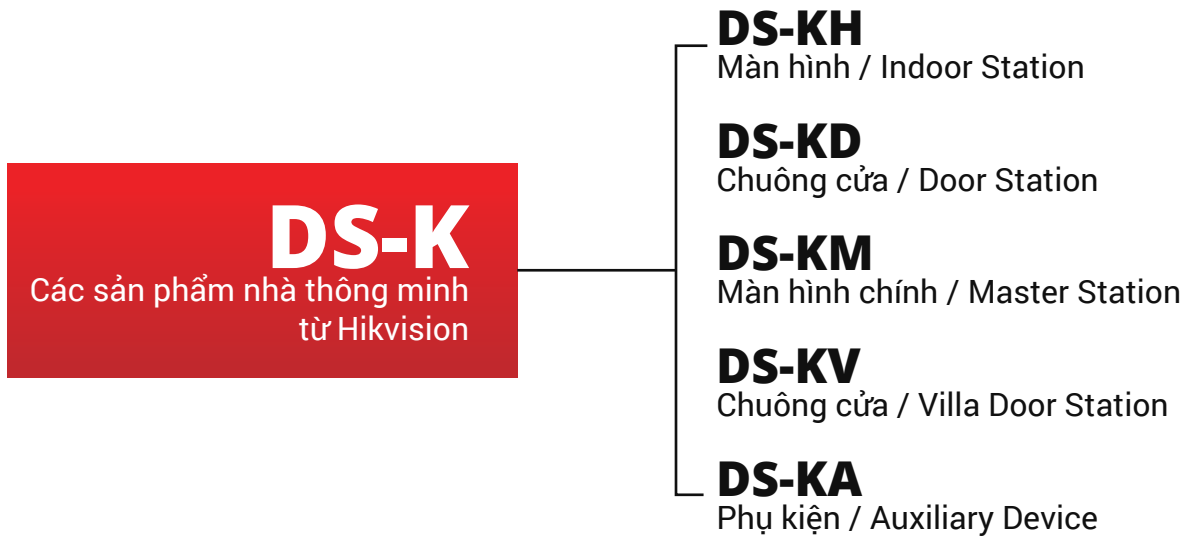 DS-K
Các sản phẩm nhà thông minh
từ Hikvision
DS-KH
Màn hình / Indoor Station
DS-KD
Chuông cửa / Door Station
DS-KM
Màn hình chính / Master Station
DS-KV
Chuông cửa / Villa Door Station
DS-KA
Phụ kiện / Auxiliary Device